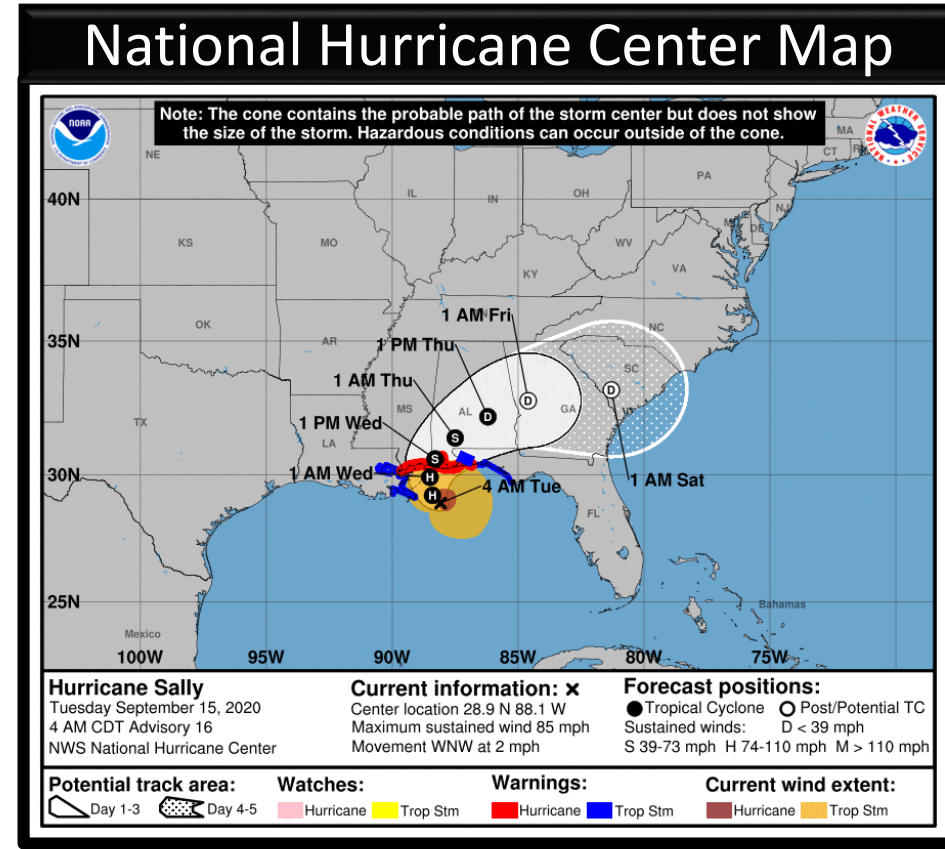 National Hurricane Center Map
Note: The cone contains the probable path of the storm center but does not show
the size of the storm. Hazardous conditions can occur outside of the cone.
NOAA
NATIONAL WEATHER SERVICE
MA
CT
NE
PA
40N
IL
IN
OH
NJ
DE
KS
MO
WV
VA
KY
1 AM Fri
OK
NC
35N
AR
1 PM Thu
SC
1 AM Thu
D
D
MS
AL
GA
D
TX
1 PM Wed
S
LA
S
30N
1 AM Wed
H
4 AM Tue
1 AM Sat
H
FL
25N
Bahamas
Mexico
100W 95W 90W 85W 80W 75W
Hurricane Sally
Tuesday September 15, 2020
4 AM CDT Advisory 16
NWS National Hurricane Center
Current information: x
Center location 28.9 N 88.1 W
Maximum sustained wind 85 mph
Movement WNW at 2 mph
Forecast positions:
Tropical Cyclone Post/Potential TC
Sustained winds: D < 39 mph
S 39-73 mph H 74-110 mph M > 110 mph
Potential track area:
Day 1-3 Day 4-5
Watches:
Hurricane Trop Stm
Warnings:
Hurricane Trop Stm
Current wind extent:
Hurricane Trop Stm